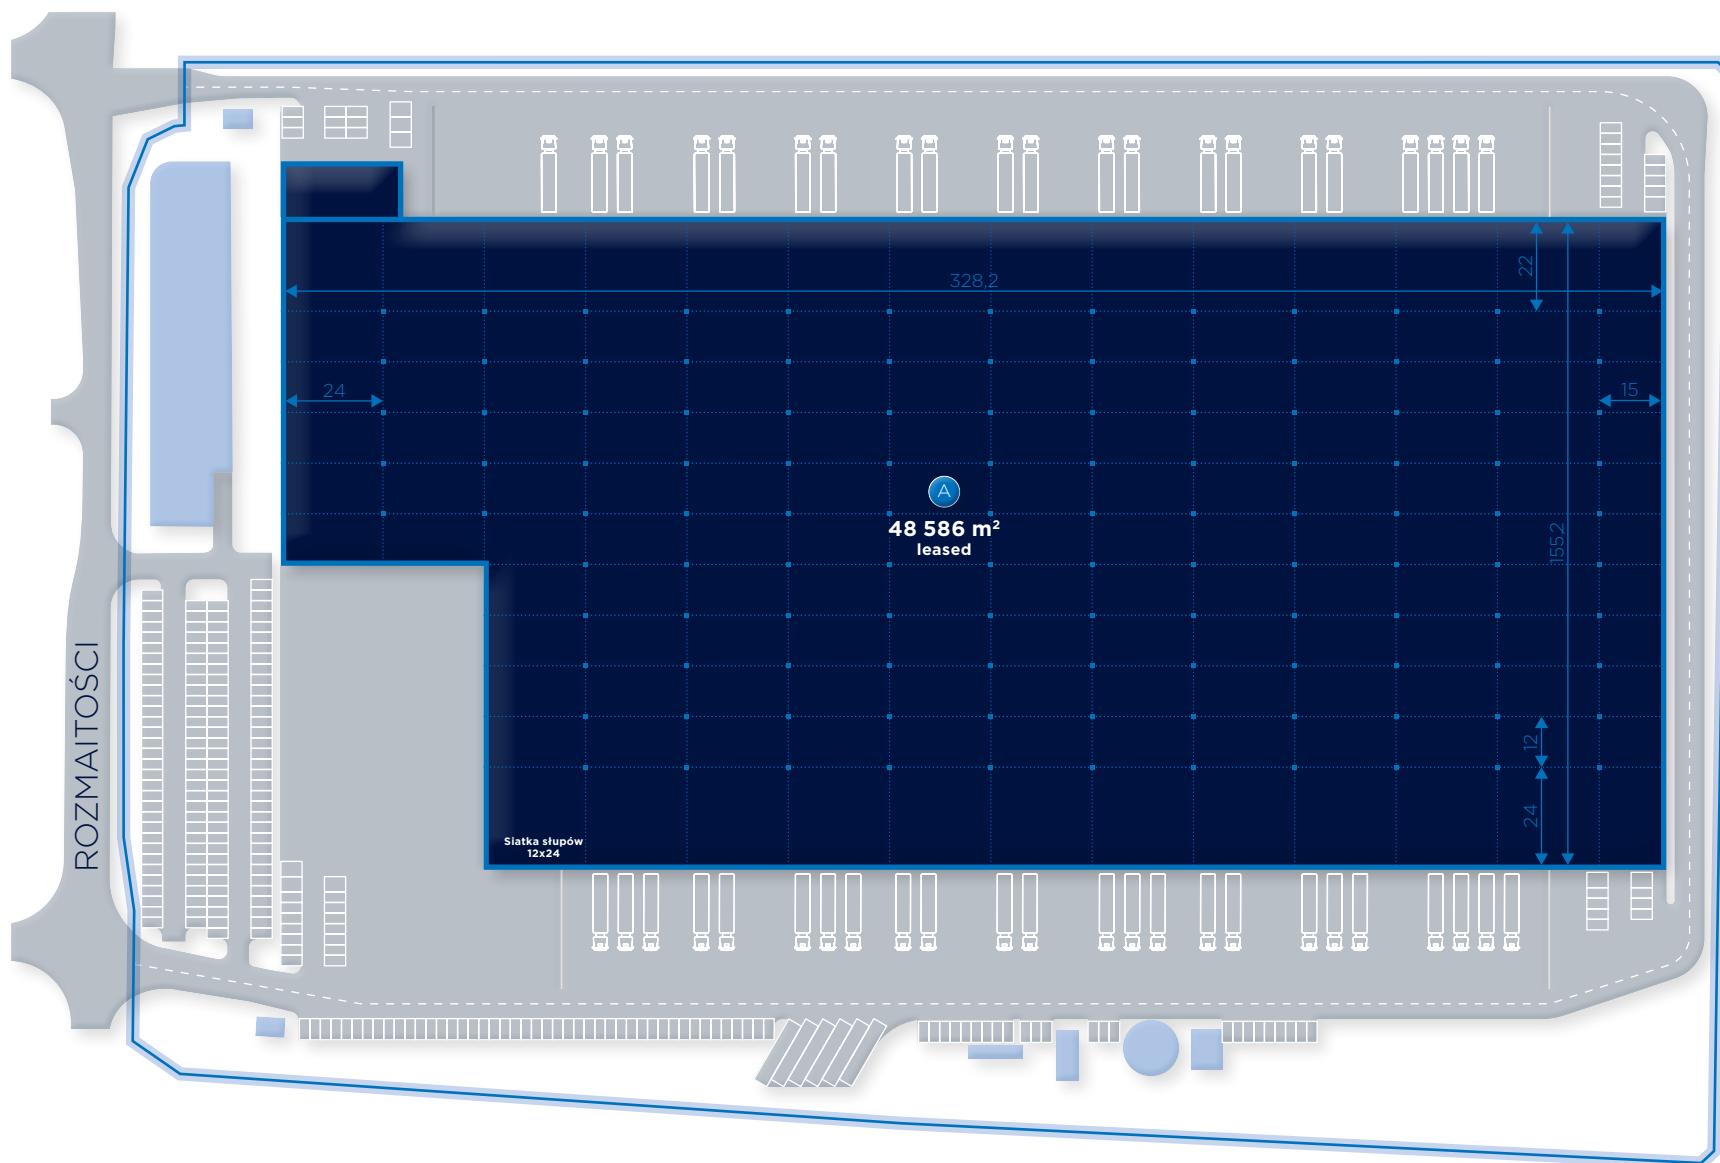 328,2
22
24
15
A
48 586 m²
leased
155,2
12
24
ROZMAITOŚCI
Siatka słupów
12x24